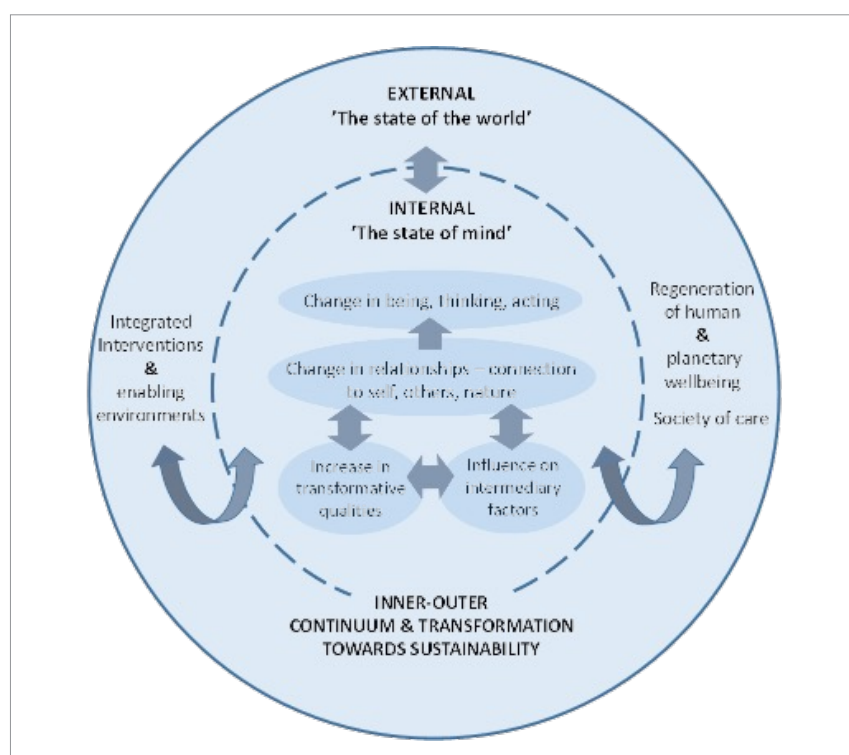 EXTERNAL
'The state of the world'
INTERNAL
'The state of mind'
Change in being, thinking, acting
Change in relationships – connection
to self, others, nature
Increase in
transformative
qualities
Influence on
intermediary
factors
Integrated
Interventions
&
enabling
environments
Regeneration
of human
&
planetary
wellbeing
Society of care
INNER-OUTER
CONTINUUM & TRANSFORMATION
TOWARDS SUSTAINABILITY